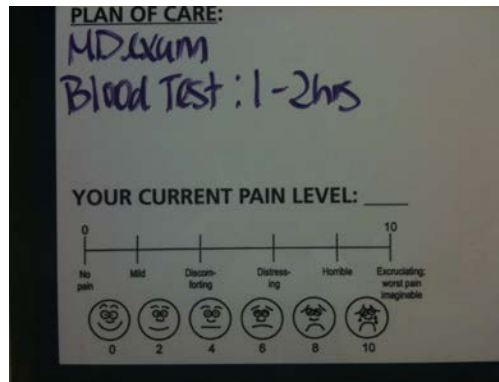 PLAN OF CARE:
MD.exam
Blood Test: 1-2hrs
YOUR CURRENT PAIN LEVEL: ____
0 10
No pain
Mild
Discom-forting
Distress-ing
Horrible
Excruciating: worst pain imaginable
0 2 4 6 8 10